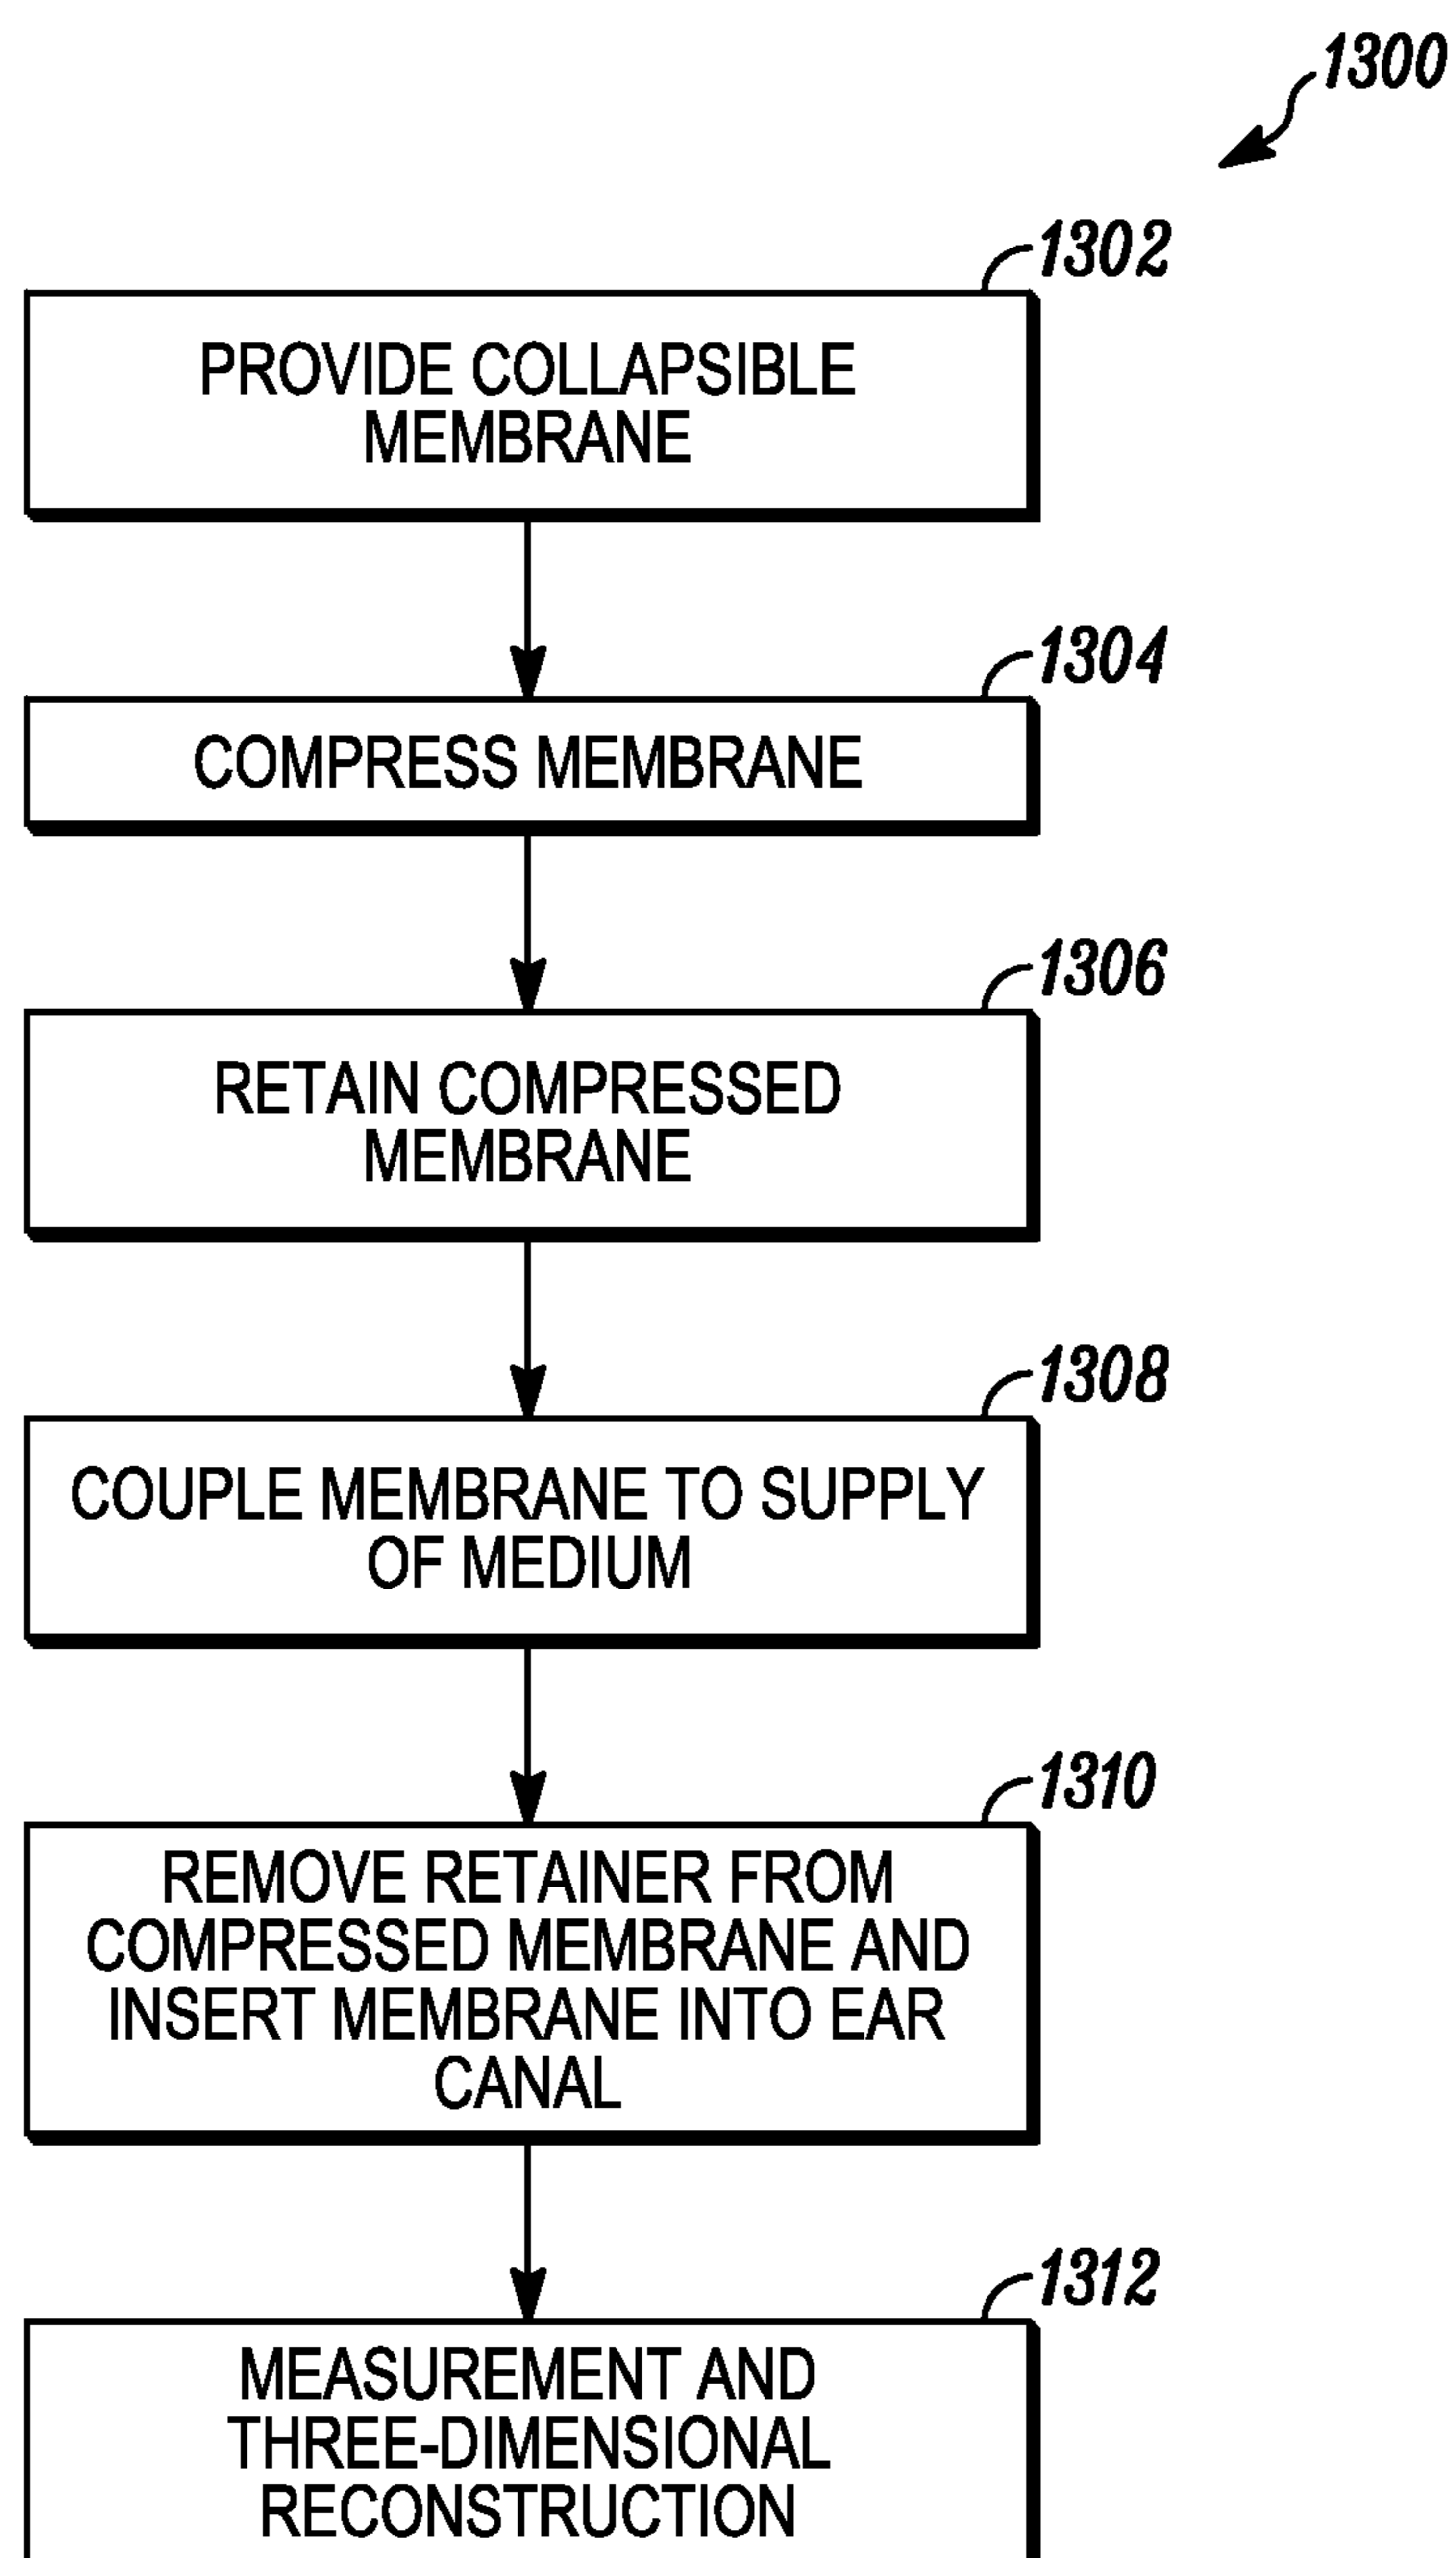 1300
1302
PROVIDE COLLAPSIBLE
MEMBRANE
1304
COMPRESS MEMBRANE
1306
RETAIN COMPRESSED
MEMBRANE
1308
COUPLE MEMBRANE TO SUPPLY
OF MEDIUM
1310
REMOVE RETAINER FROM
COMPRESSED MEMBRANE AND
INSERT MEMBRANE INTO EAR
CANAL
1312
MEASUREMENT AND
THREE-DIMENSIONAL
RECONSTRUCTION